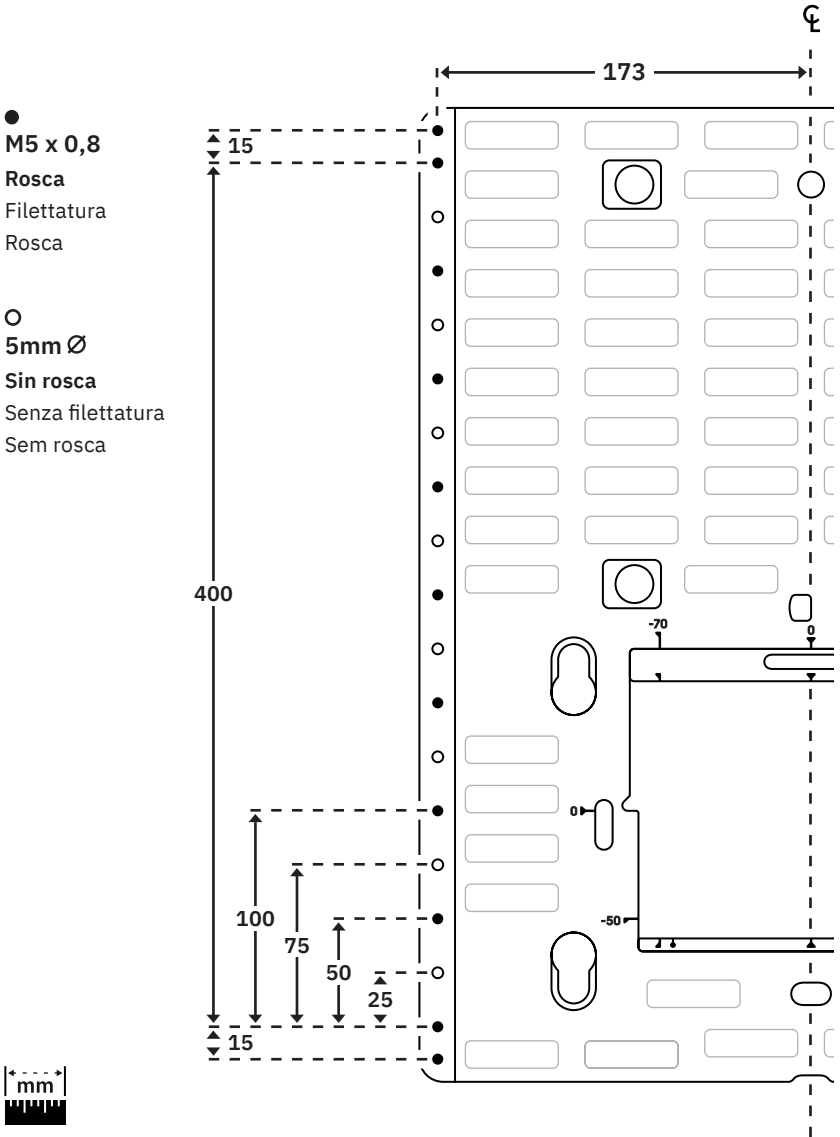 ℄
173
M5 x 0,8
Rosca
Filettatura
Rosca
15
5mm Ø
Sin rosca
Senza filettatura
Sem rosca
400
-70
0
0
-50
100
75
50
25
15
mm